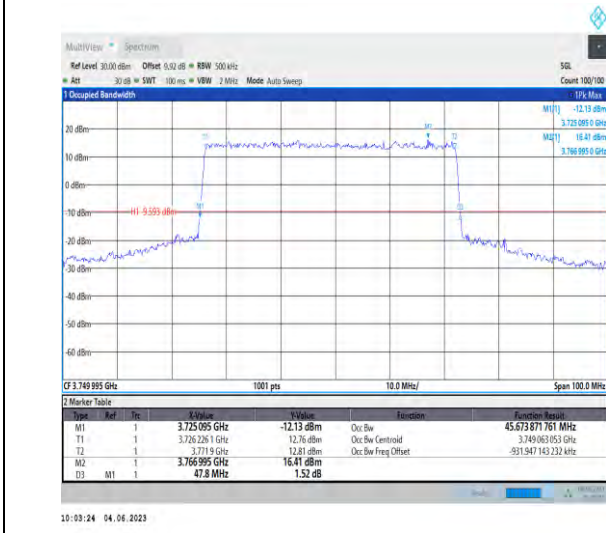 MultiView Spectrum
Ref Level 30.00 dBm Offset 9.92 dB RBW 500 kHz SGL
Att 30 dB SWT 100 ms VBW 2 MHz Mode Auto Sweep Count 100/100
1 Occupied Bandwidth 1Pk Max
M1[1] -12.13 dBm
3.725 095 0 GHz
M2[1] 16.41 dBm
3.766 995 0 GHz
20 dBm
10 dBm
0 dBm
-10 dBm
H1 -9.593 dBm
-20 dBm
-30 dBm
-40 dBm
-50 dBm
-60 dBm
T1
T2
M1
D3
CF 3.749 995 GHz 1001 pts 10.0 MHz/ Span 100.0 MHz
2 Marker Table
Type Ref Trc X-Value Y-Value Function Function Result
M1 1 3.725 095 GHz -12.13 dBm Occ Bw 45.673 871 761 MHz
T1 1 3.726 226 1 GHz 12.76 dBm Occ Bw Centroid 3.749 063 053 GHz
T2 1 3.771 9 GHz 12.81 dBm Occ Bw Freq Offset -931.947 143 232 kHz
M2 1 3.766 995 GHz 16.41 dBm
D3 M1 1 47.8 MHz 1.52 dB
10:03:24 04.06.2023